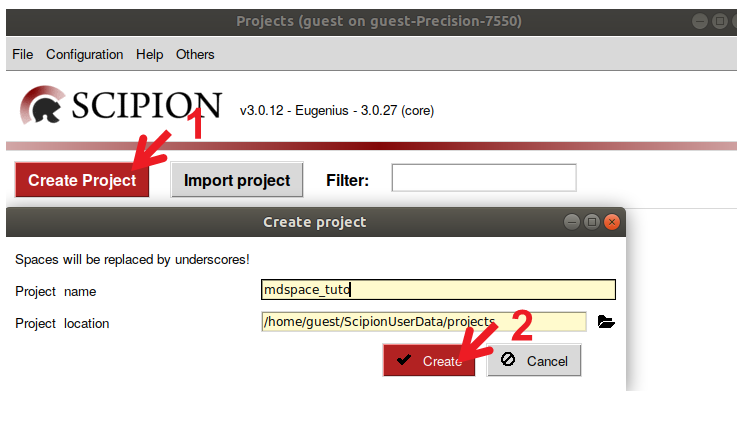 Projects (guest on guest-Precision-7550)
File Configuration Help Others
SCIPION v3.0.12 - Eugenius - 3.0.27 (core)
1
Create Project Import project Filter:
Create project
Spaces will be replaced by underscores!
Project name mdspace_tuto
Project location /home/guest/ScipionUserData/projects
2
Create Cancel